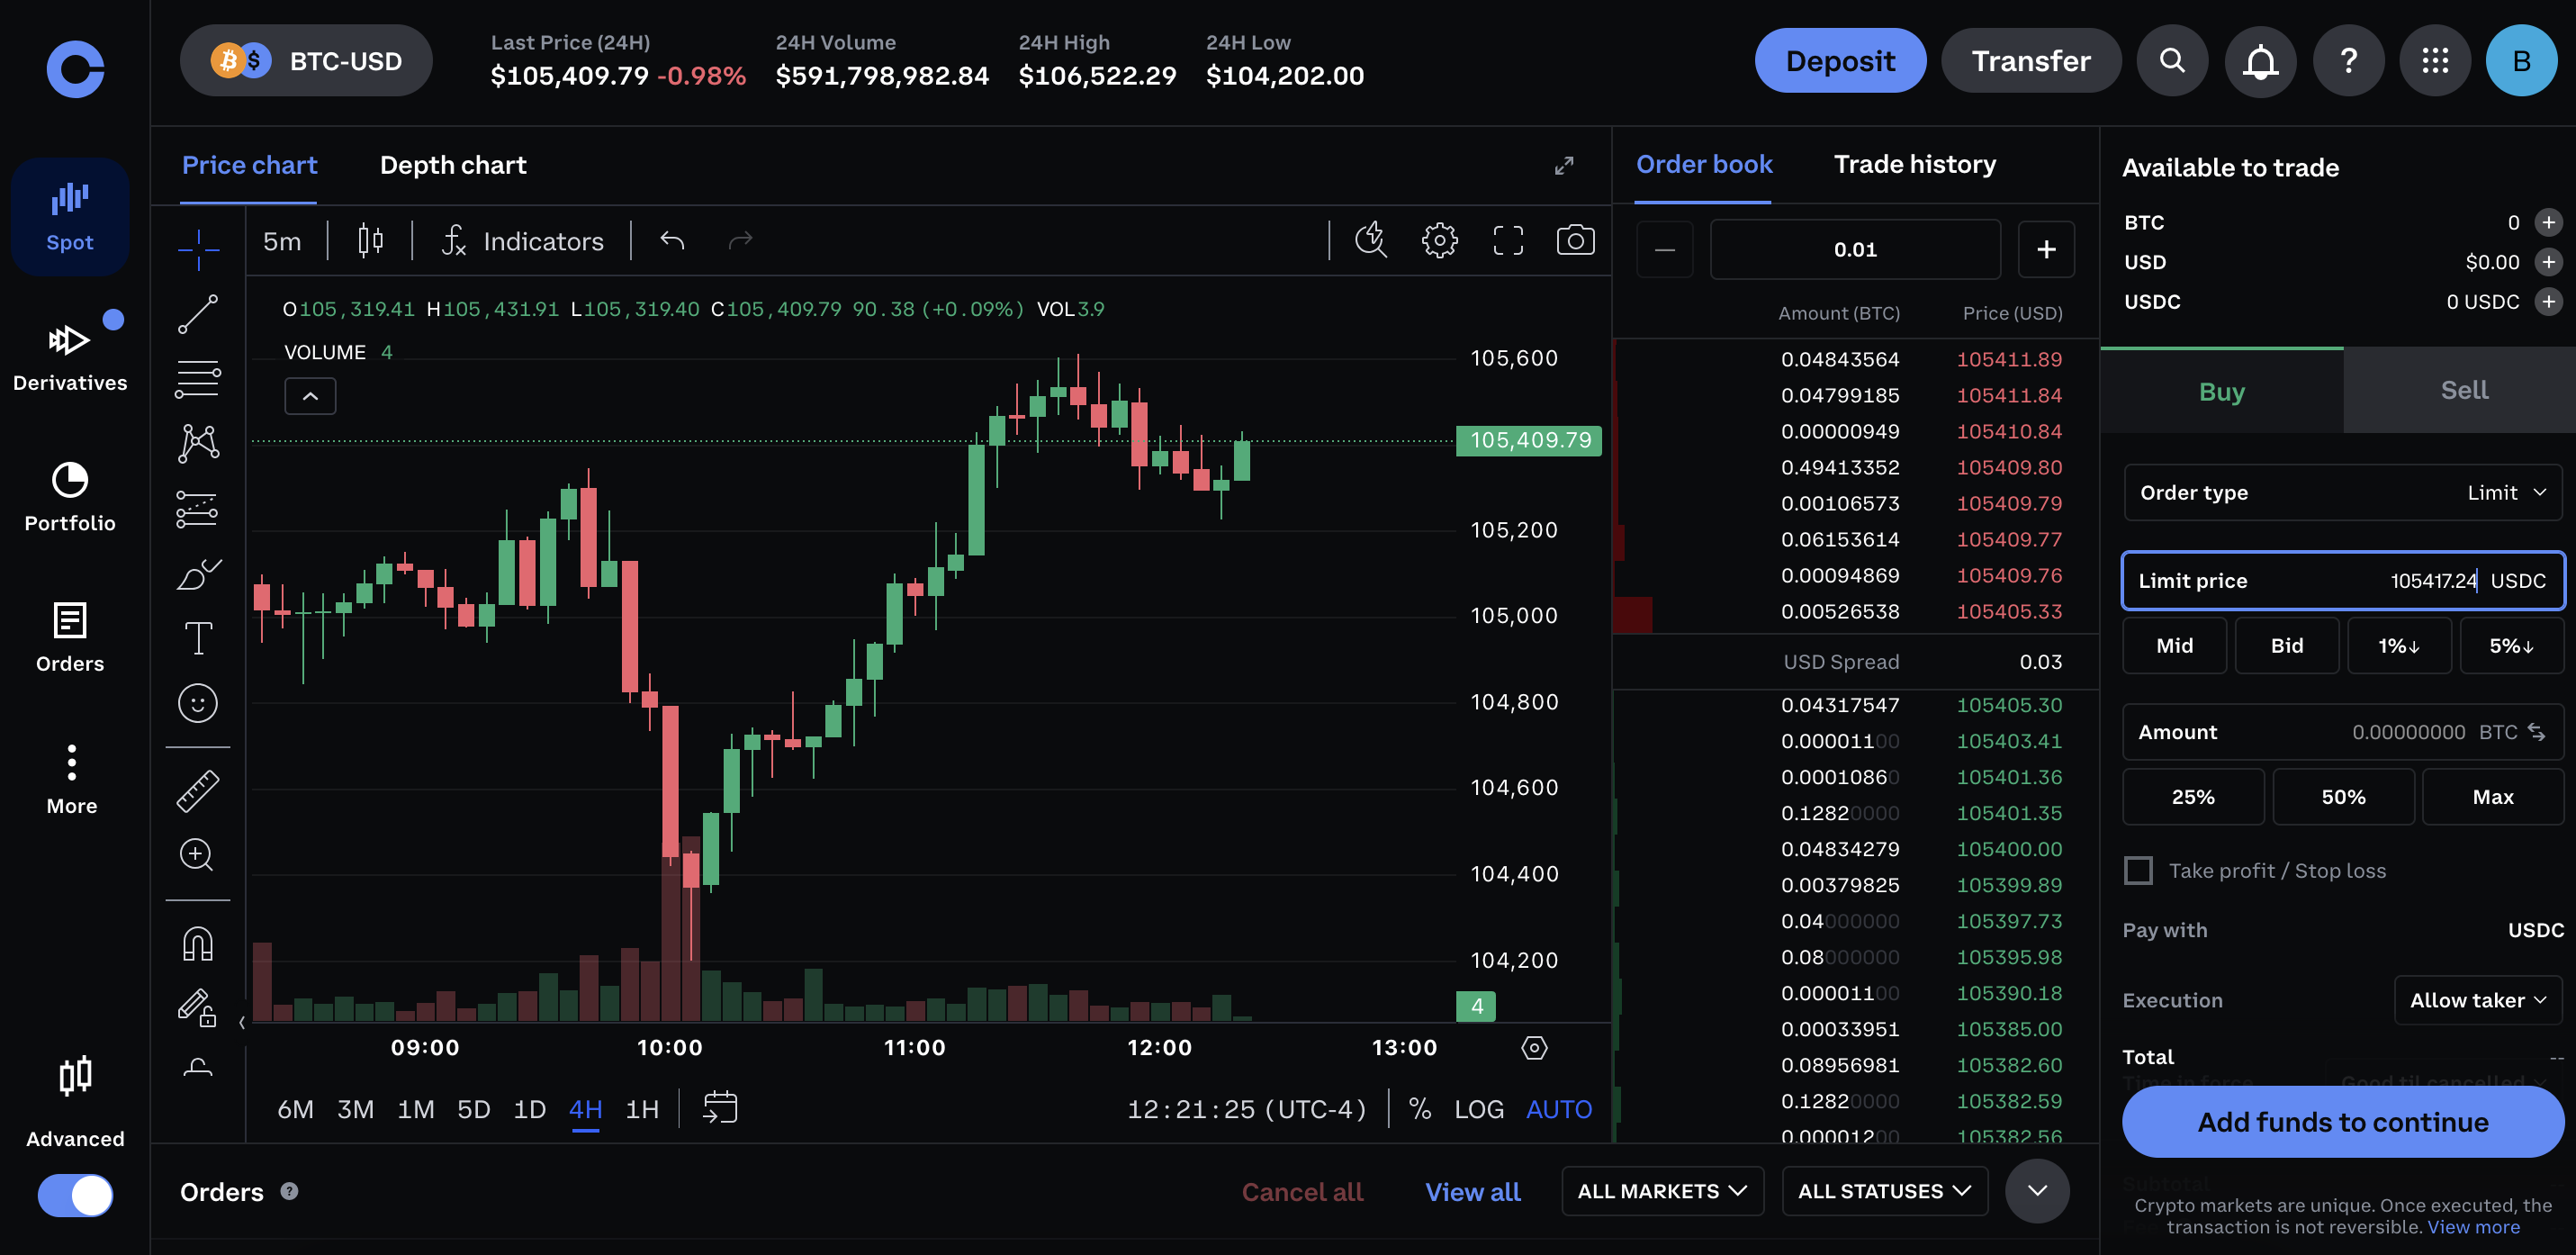 BTC-USD
Last Price (24H)
$105,409.79 -0.98%
24H Volume
$591,798,982.84
24H High
$106,522.29
24H Low
$104,202.00
Deposit
Transfer
?
B
Spot
Derivatives
Portfolio
Orders
More
Advanced
Price chart
Depth chart
5m
Indicators
O105,319.41 H105,431.91 L105,319.40 C105,409.79 90.38 (+0.09%) VOL3.9
VOLUME 4
105,600
105,409.79
105,200
105,000
104,800
104,600
104,400
104,200
4
09:00 10:00 11:00 12:00 13:00
6M 3M 1M 5D 1D 4H 1H
12:21:25 (UTC-4)
% LOG AUTO
Order book
Trade history
0.01
Amount (BTC) Price (USD)
0.04843564 105411.89
0.04799185 105411.84
0.00000949 105410.84
0.49413352 105409.80
0.00106573 105409.79
0.06153614 105409.77
0.00094869 105409.76
0.00526538 105405.33
USD Spread 0.03
0.04317547 105405.30
0.00001100 105403.41
0.00010860 105401.36
0.12820000 105401.35
0.04834279 105400.00
0.00379825 105399.89
0.04000000 105397.73
0.08000000 105395.98
0.00001100 105390.18
0.00033951 105385.00
0.08956981 105382.60
0.12820000 105382.59
0.00001200 105382.56
Available to trade
BTC 0
USD $0.00
USDC 0 USDC
Buy
Sell
Order type Limit
Limit price 105417.24 USDC
Mid Bid 1%↓ 5%↓
Amount 0.00000000 BTC
25% 50% Max
Take profit / Stop loss
Pay with USDC
Execution Allow taker
Total --
Time in force Good til cancelled
Add funds to continue
Subtotal
Crypto markets are unique. Once executed, the
transaction is not reversible. View more
Orders ?
Cancel all
View all
ALL MARKETS
ALL STATUSES